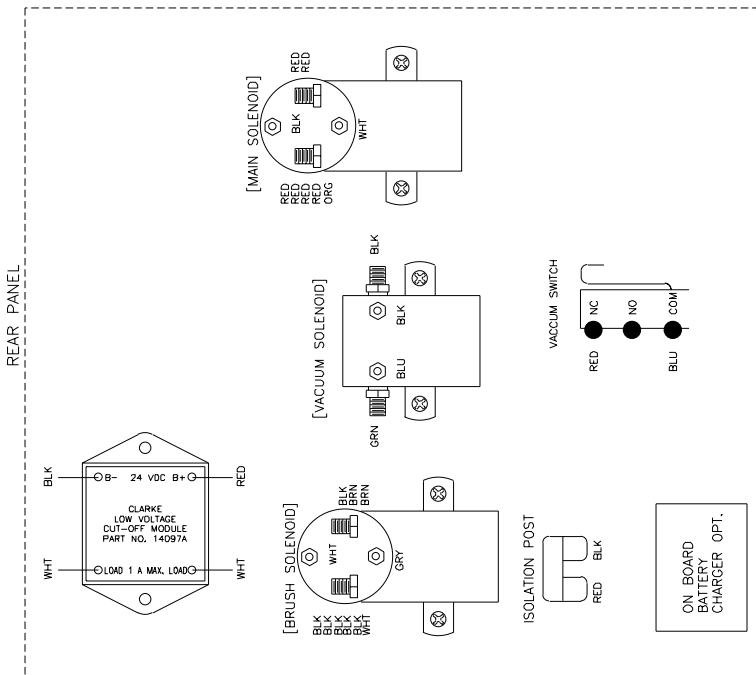 REAR PANEL
[MAIN SOLENOID]
RED
RED
BLK
WHT
RED
RED
RED
RED
ORG
[VACUUM SOLENOID]
BLK
BLK
BLU
GRN
VACCUM SWITCH
NC
NO
COM
RED
BLU
BLK
B- 24 VDC B+
RED
CLARKE
LOW VOLTAGE
CUT-OFF MODULE
PART NO. 14097A
WHT
LOAD 1 A MAX. LOAD
WHT
[BRUSH SOLENOID]
BLK
BRN
BRN
WHT
GRY
BLK
BLK
BLK
BLK
BLK
WHT
ISOLATION POST
BLK
RED
ON BOARD
BATTERY
CHARGER OPT.